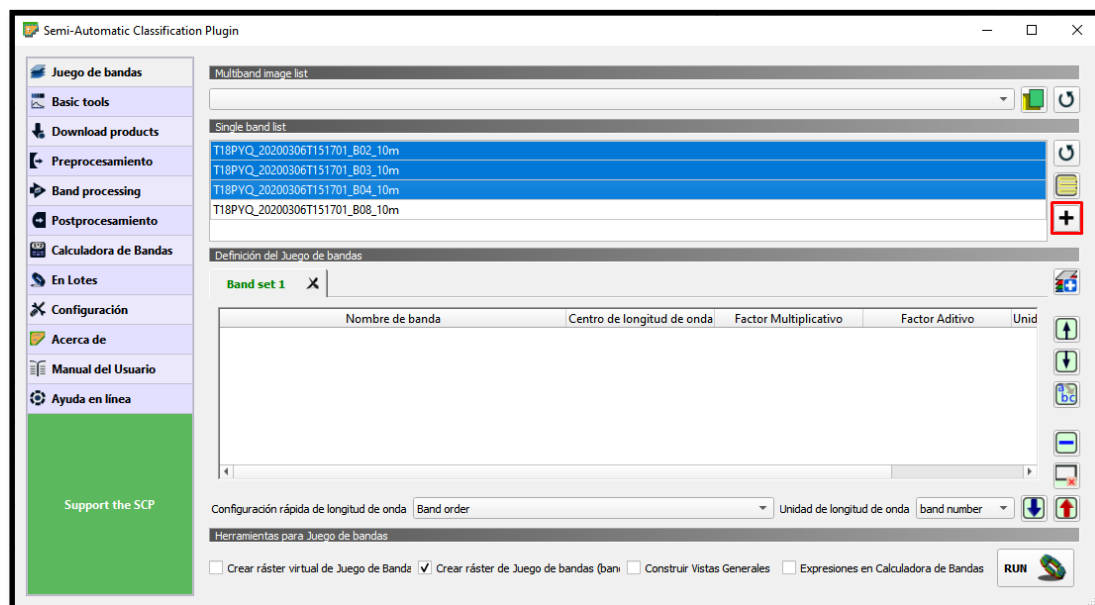 Semi-Automatic Classification Plugin
Juego de bandas
Basic tools
Download products
Preprocesamiento
Band processing
Postprocesamiento
Calculadora de Bandas
En Lotes
Configuración
Acerca de
Manual del Usuario
Ayuda en línea
Support the SCP
Multiband image list
Single band list
T18PYQ_20200306T151701_B02_10m
T18PYQ_20200306T151701_B03_10m
T18PYQ_20200306T151701_B04_10m
T18PYQ_20200306T151701_B08_10m
Definición del Juego de bandas
Band set 1
Nombre de banda Centro de longitud de onda Factor Multiplicativo Factor Aditivo Unid
a bc
Configuración rápida de longitud de onda Band order Unidad de longitud de onda band number
Herramientas para Juego de bandas
Crear ráster virtual de Juego de Banda Crear ráster de Juego de bandas (ban Construir Vistas Generales Expresiones en Calculadora de Bandas RUN